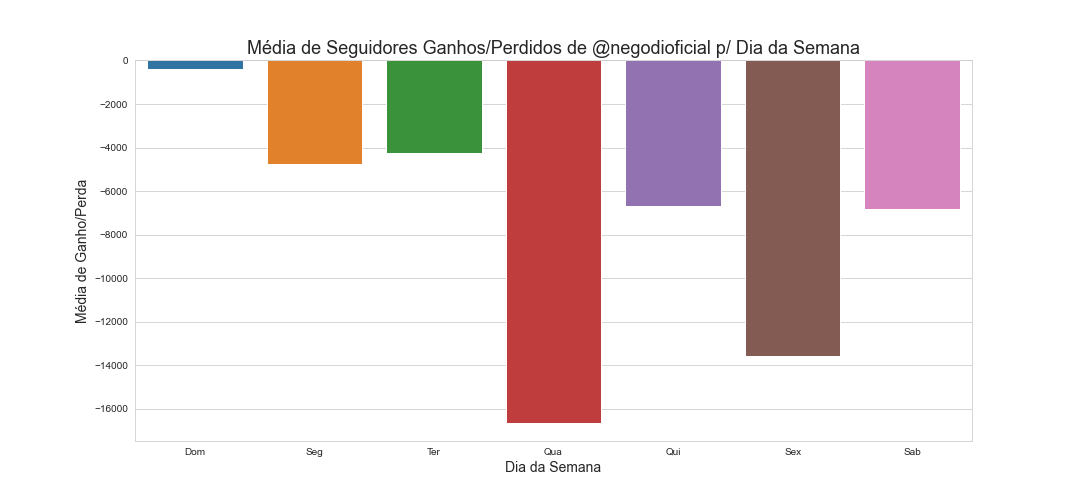 Média de Seguidores Ganhos/Perdidos de @negodioficial p/ Dia da Semana
Média de Ganho/Perda
0
−2000
−4000
−6000
−8000
−10000
−12000
−14000
−16000
Dom Seg Ter Qua Qui Sex Sab
Dia da Semana